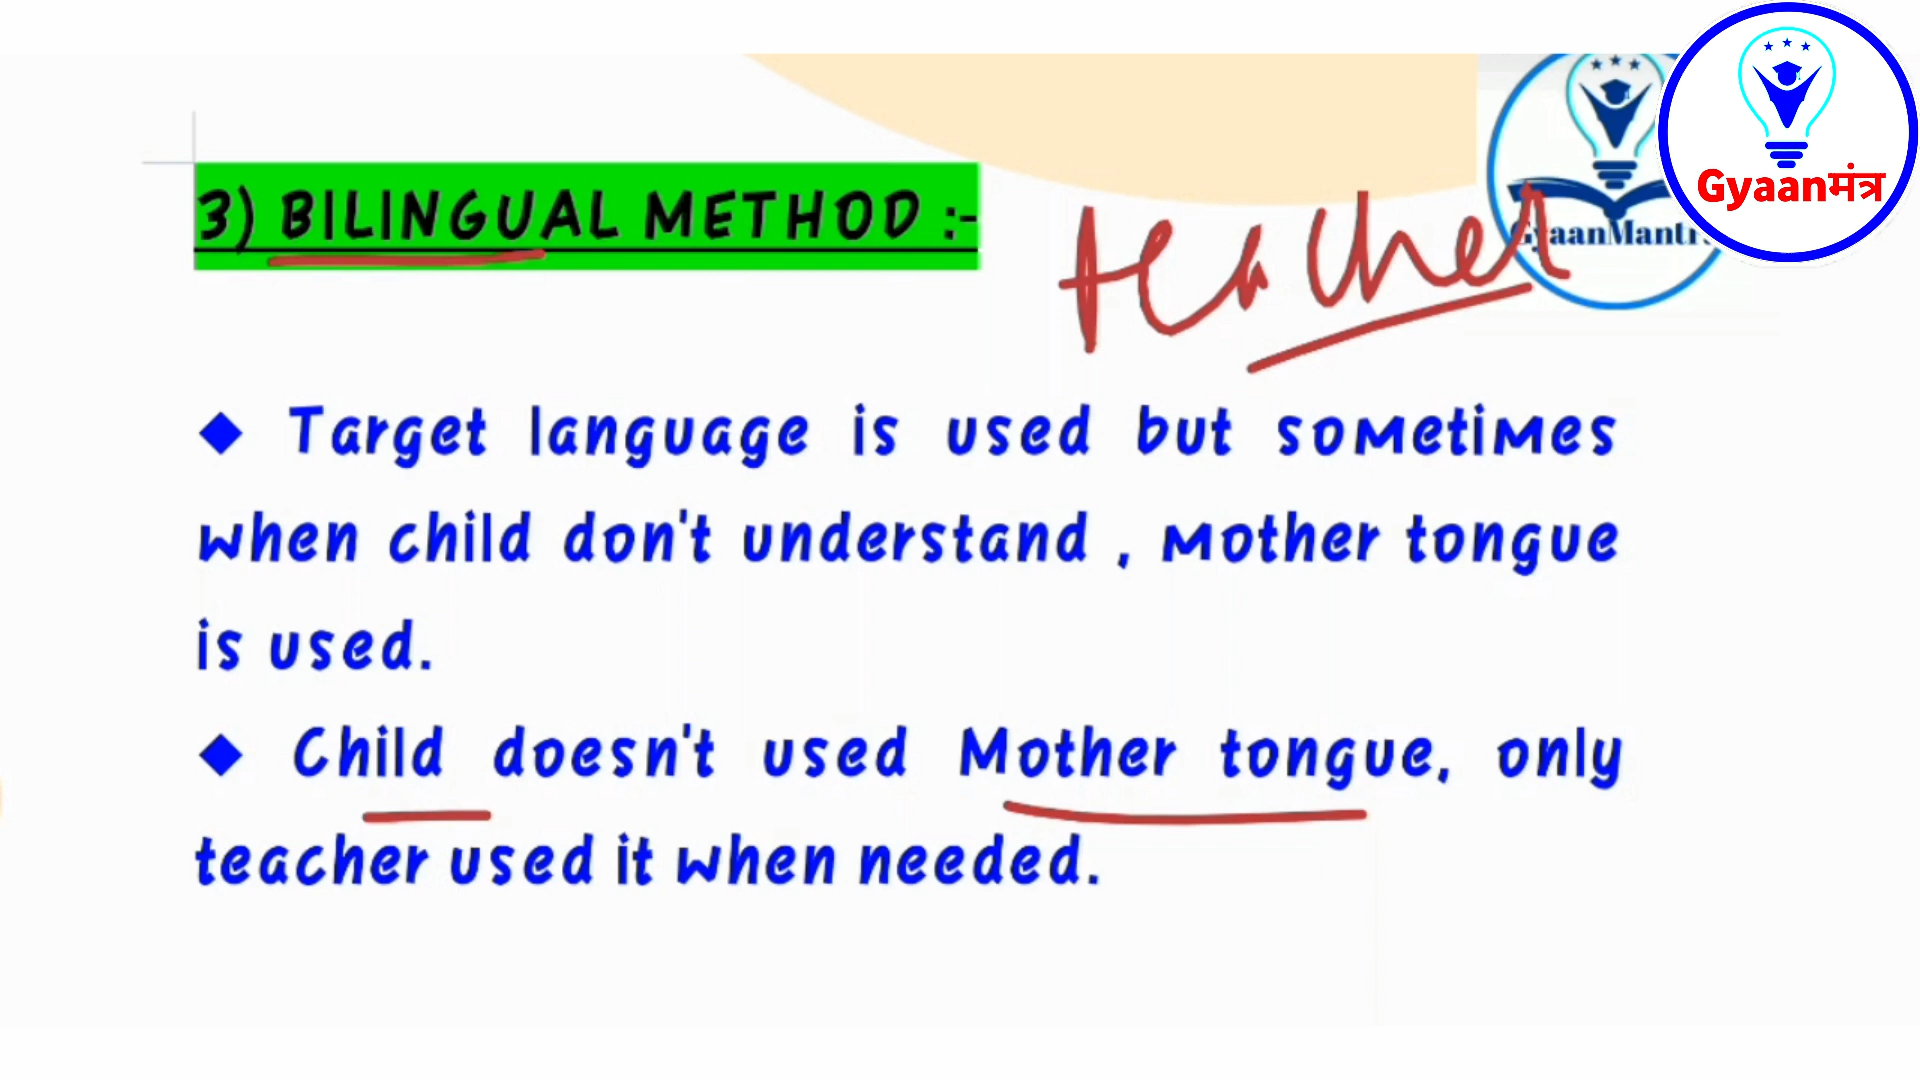 Gyaanमंत्र
GyaanMantr
3) BILINGUAL METHOD :-
teacher
◆ Target language is used but sometimes
when child don't understand , Mother tongue
is used.
◆ Child doesn't used Mother tongue, only
teacher used it when needed.